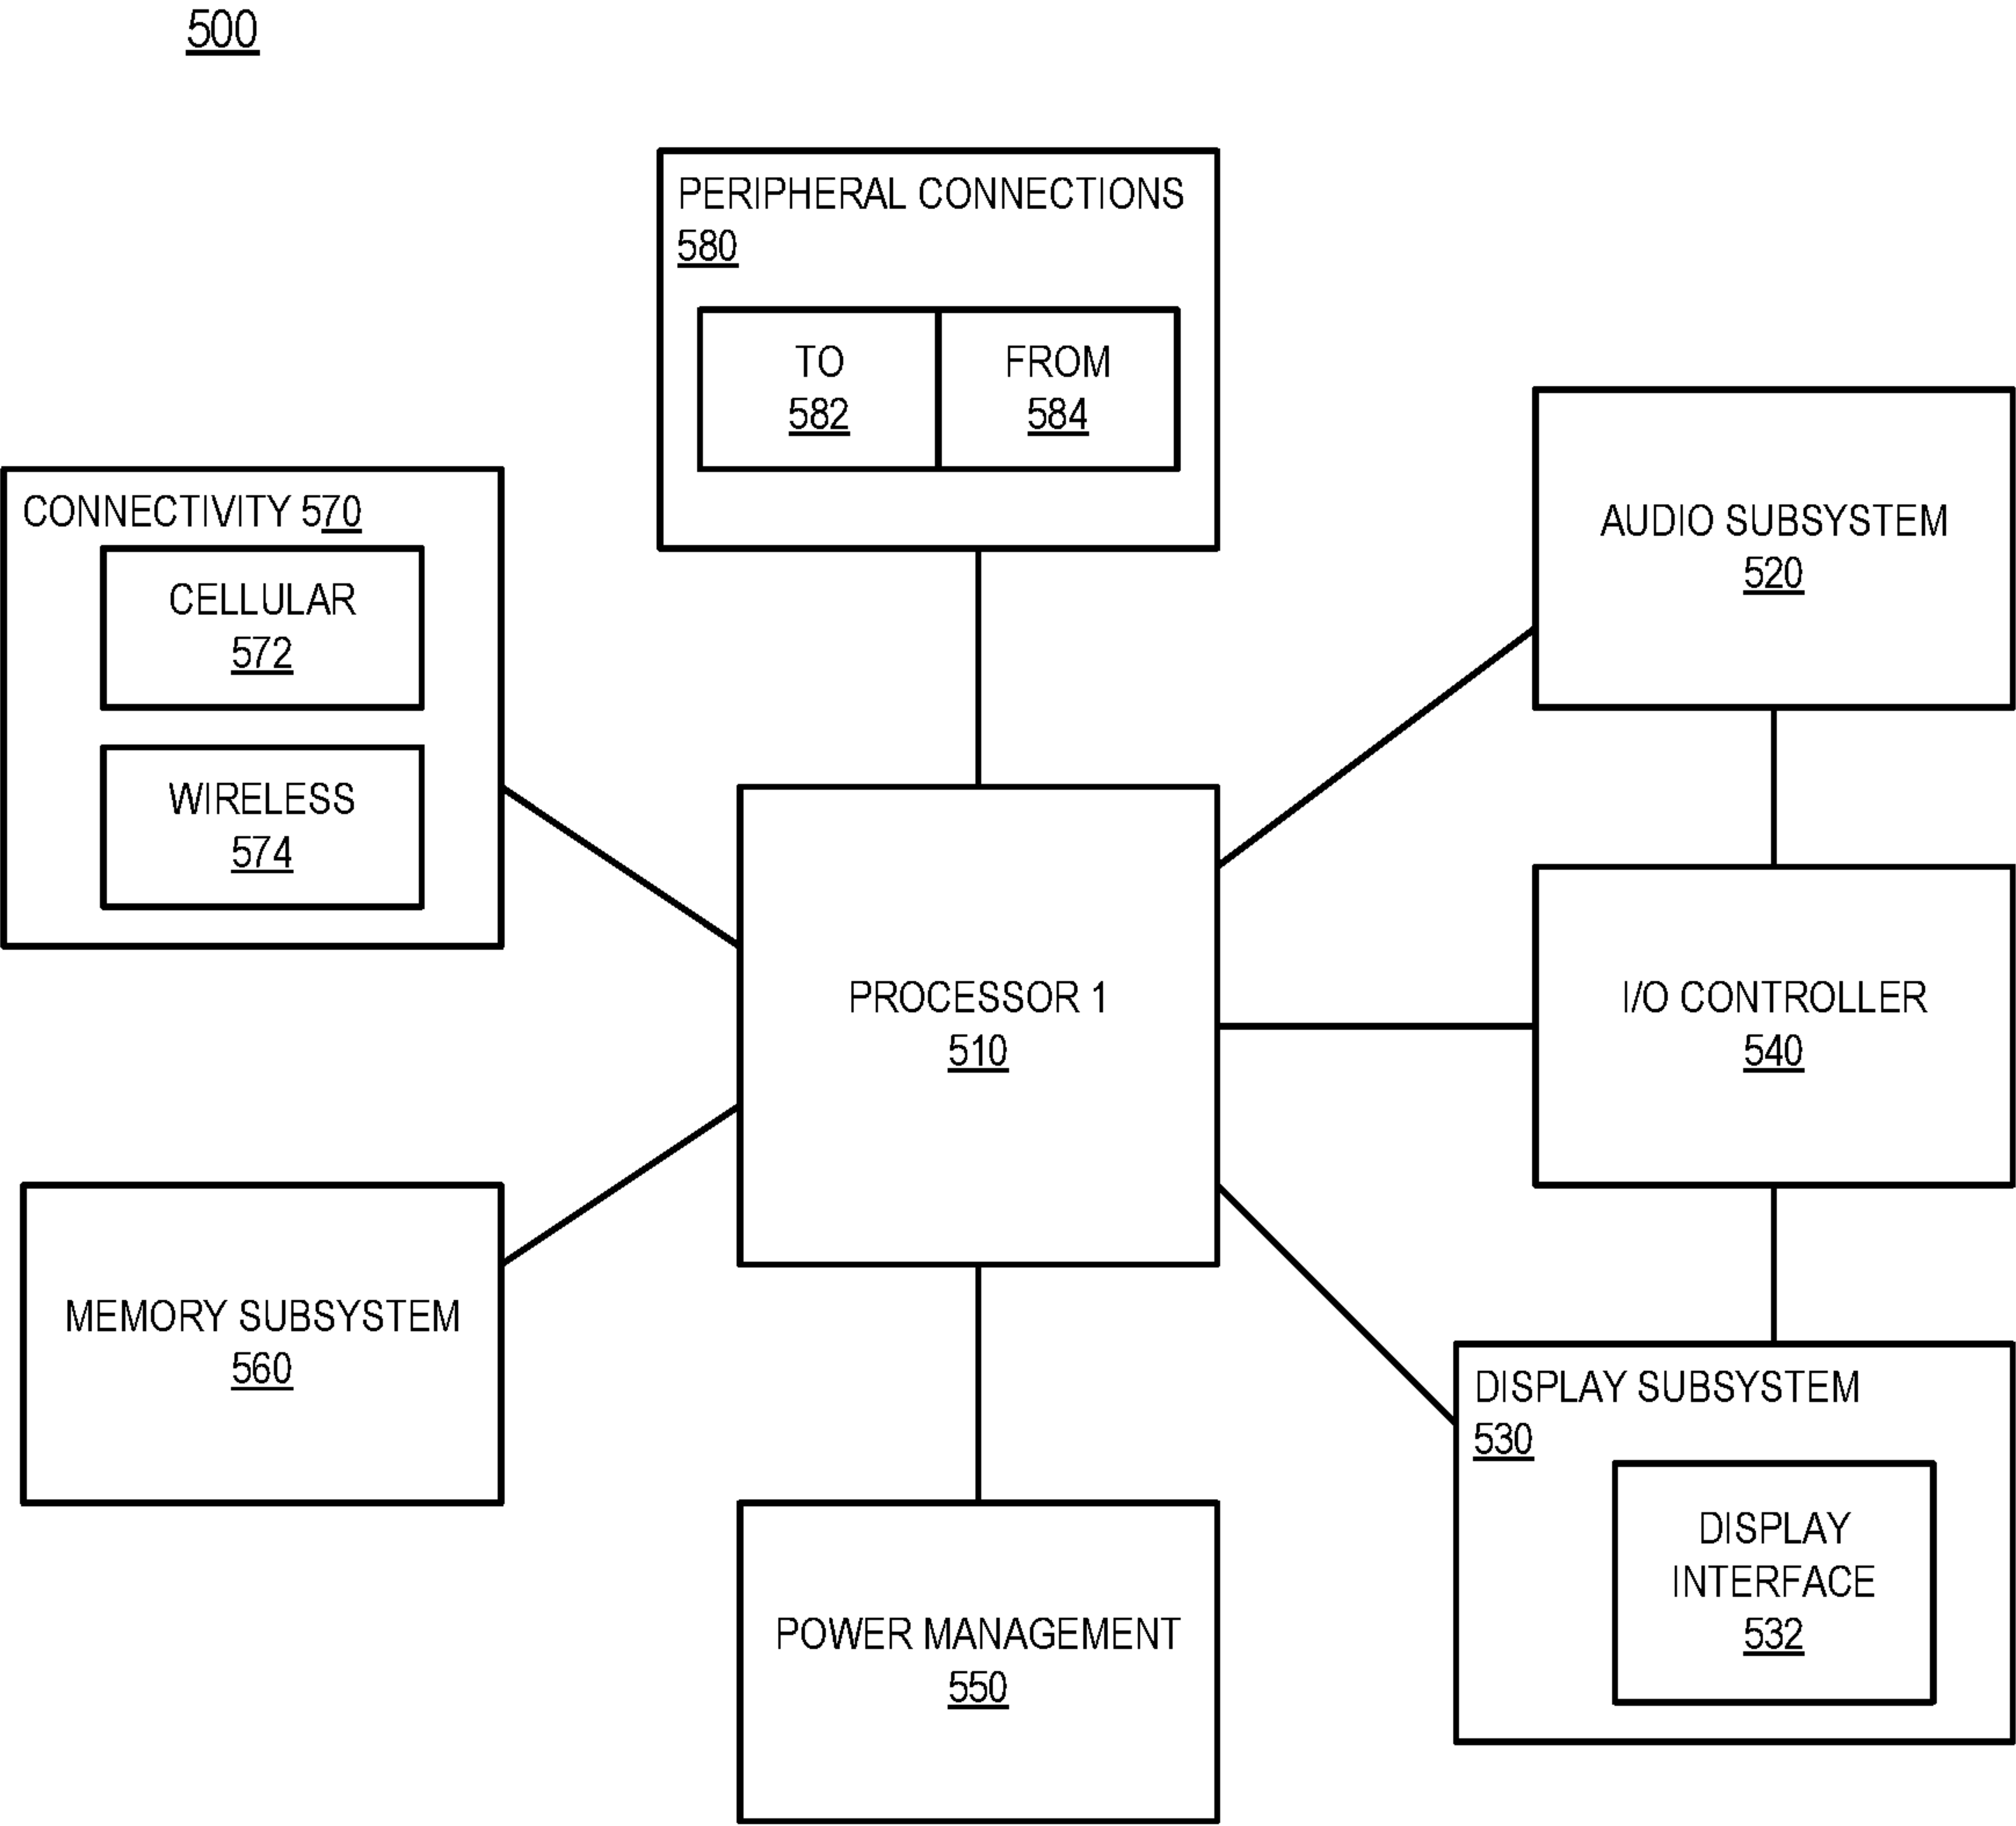 500
PERIPHERAL CONNECTIONS
580
TO
582
FROM
584
CONNECTIVITY 570
CELLULAR
572
WIRELESS
574
AUDIO SUBSYSTEM
520
PROCESSOR 1
510
I/O CONTROLLER
540
MEMORY SUBSYSTEM
560
DISPLAY SUBSYSTEM
530
DISPLAY
INTERFACE
532
POWER MANAGEMENT
550